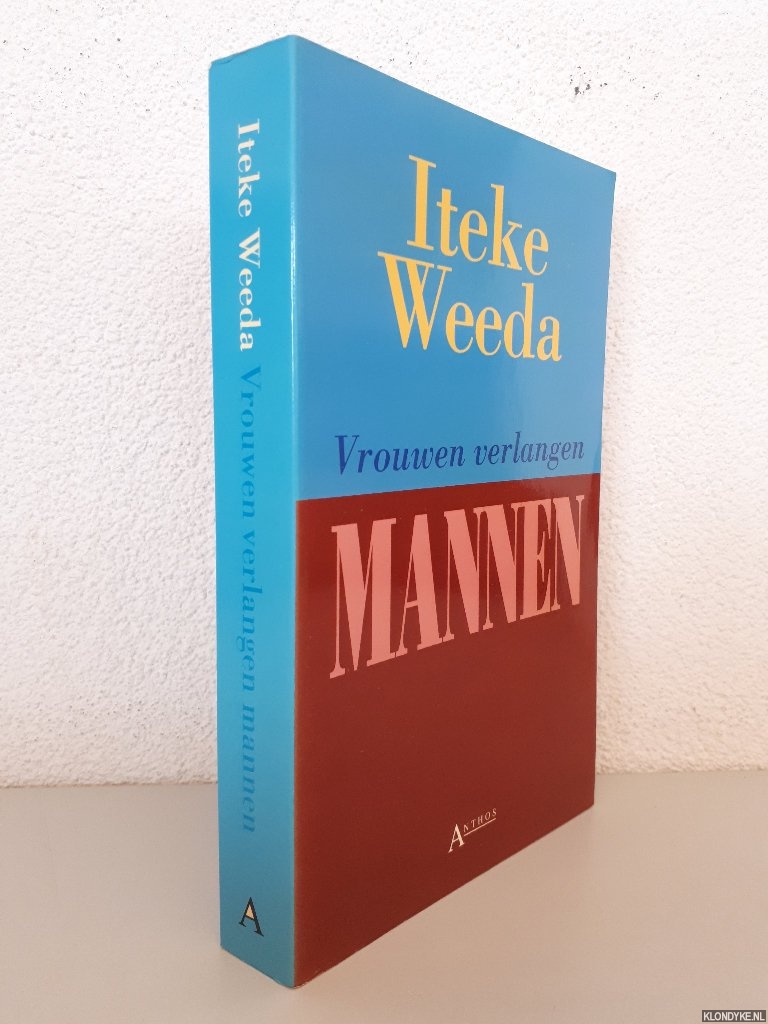 Iteke Weeda Vrouwen verlangen mannen
A
Iteke
Weeda
Vrouwen verlangen
MANNEN
ANTHOS
KLONDYKE.NL